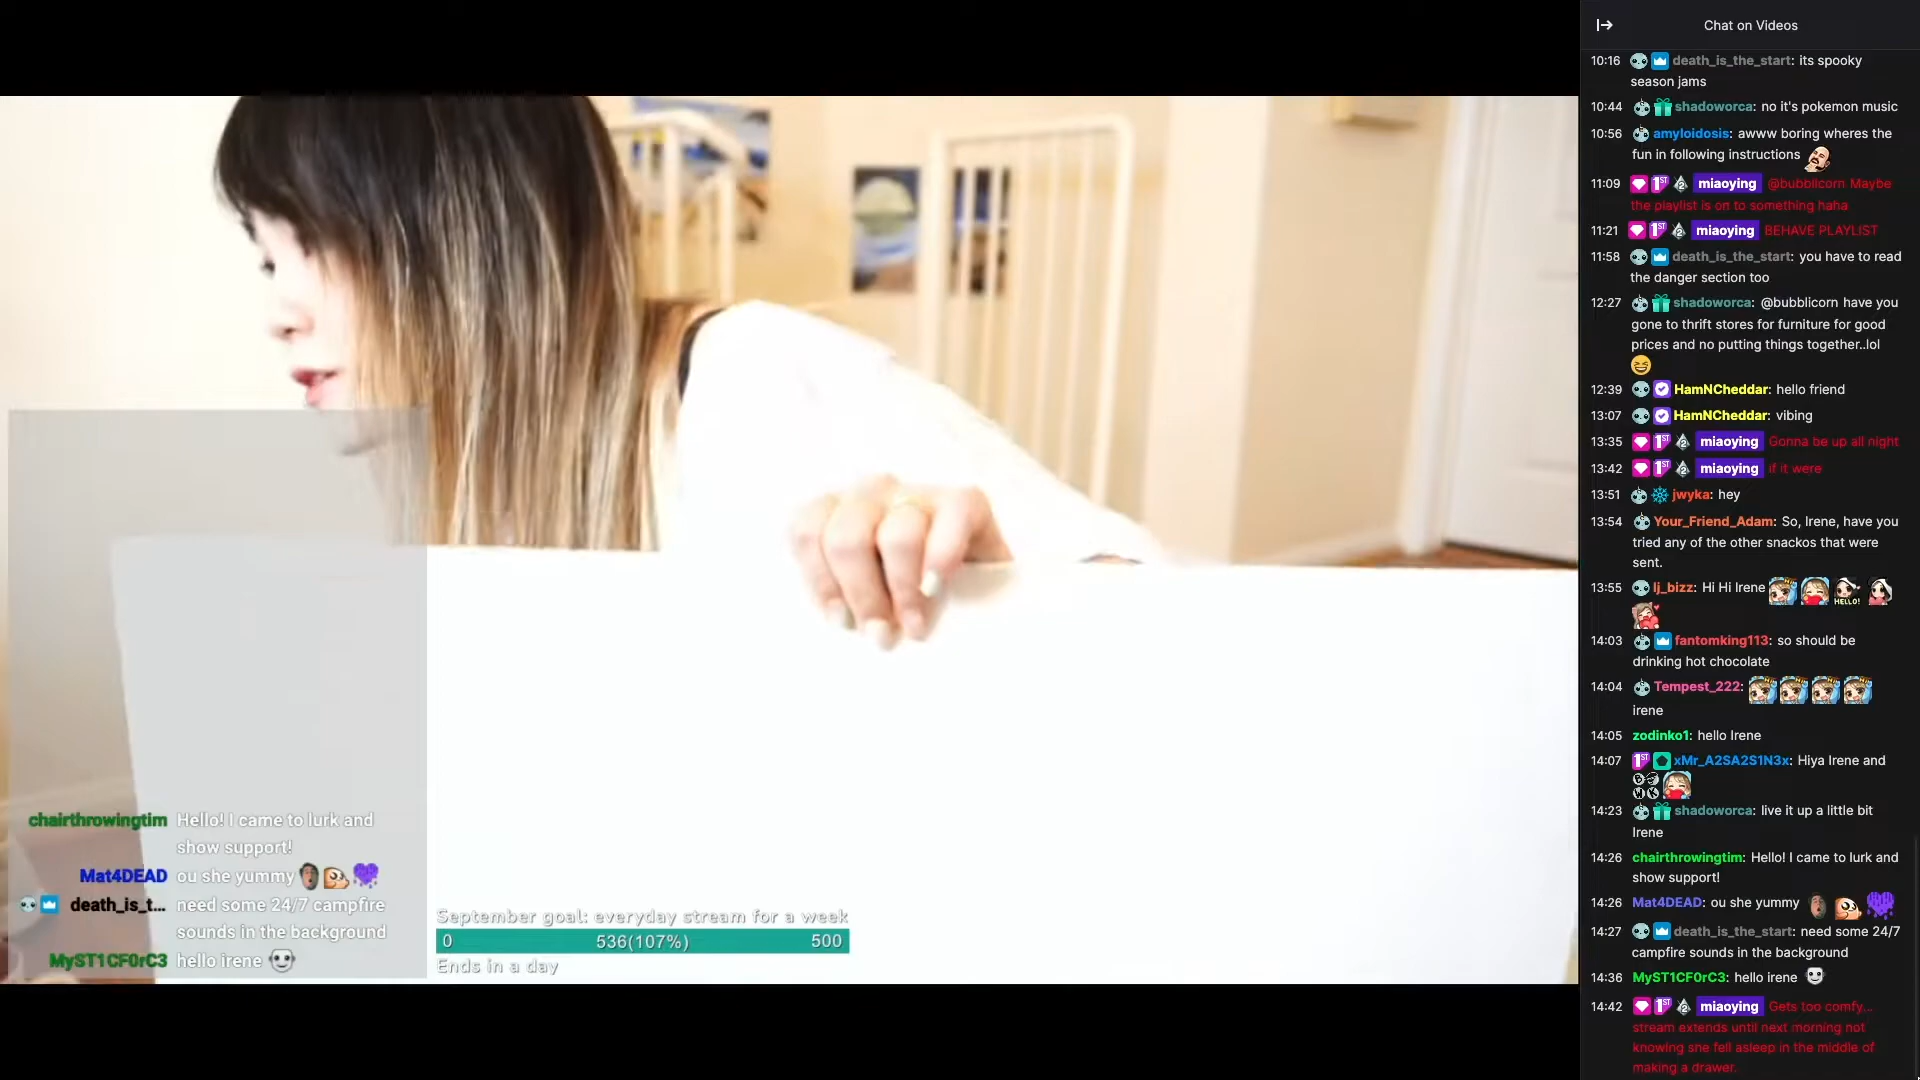 Chat on Videos
10:16 death_is_the_start: its spooky
season jams
10:44 shadoworca: no it's pokemon music
10:56 amyloidosis: awww boring wheres the
fun in following instructions
11:09 1ST 2 miaoying @bubblicorn Maybe
the playlist is on to something haha
11:21 1ST 2 miaoying BEHAVE PLAYLIST
11:58 death_is_the_start: you have to read
the danger section too
12:27 shadoworca: @bubblicorn have you
gone to thrift stores for furniture for good
prices and no putting things together..lol
12:39 HamNCheddar: hello friend
13:07 HamNCheddar: vibing
13:35 1ST 2 miaoying Gonna be up all night
13:42 1ST 2 miaoying if it were
13:51 jwyka: hey
13:54 Your_Friend_Adam: So, Irene, have you
tried any of the other snackos that were
sent.
13:55 lj_bizz: Hi Hi Irene HELLO!
14:03 fantomking113: so should be
drinking hot chocolate
14:04 Tempest_222:
irene
14:05 zodinko1: hello Irene
14:07 1ST xMr_A2SA2S1N3x: Hiya Irene and
14:23 shadoworca: live it up a little bit
Irene
14:26 chairthrowingtim: Hello! I came to lurk and
show support!
14:26 Mat4DEAD: ou she yummy
14:27 death_is_the_start: need some 24/7
campfire sounds in the background
14:36 MyST1CF0rC3: hello irene
14:42 1ST 2 miaoying Gets too comfy...
stream extends until next morning not
knowing sne fell asleep in the middle of
making a drawer.
chairthrowingtim Hello! I came to lurk and
show support!
Mat4DEAD ou she yummy
death_is_t... need some 24/7 campfire
sounds in the background
MyST1CF0rC3 hello irene
September goal: everyday stream for a week
0 536(107%) 500
Ends in a day